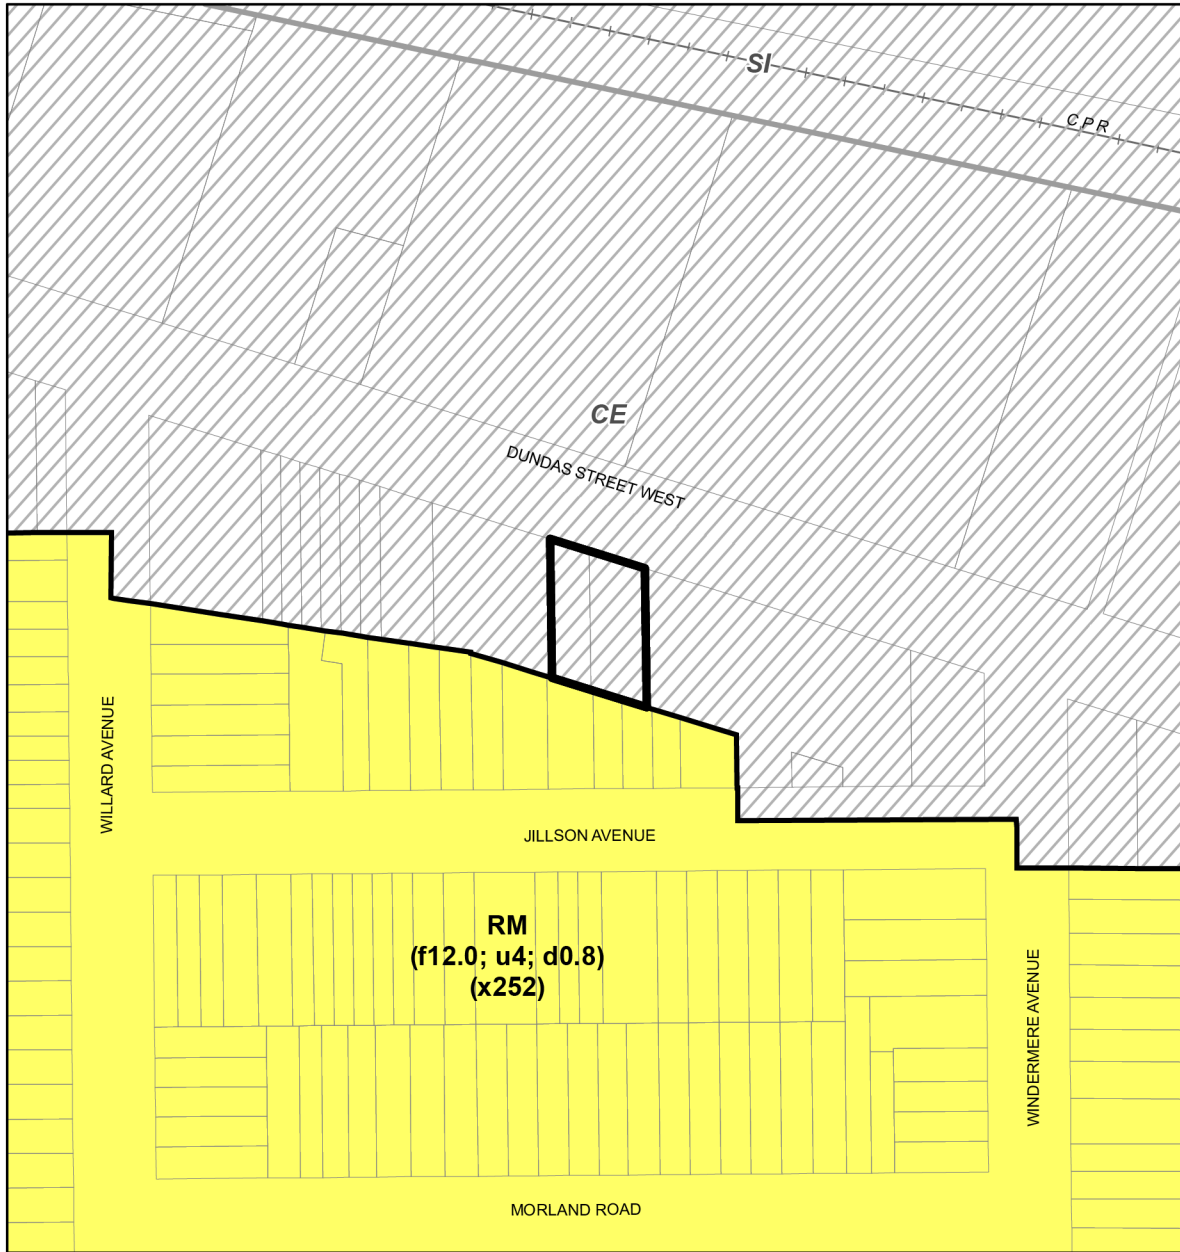 SI
CPR
CE
DUNDAS STREET WEST
WILLARD AVENUE
JILLSON AVENUE
RM
(f12.0; u4; d0.8)
(x252)
WINDERMERE AVENUE
MORLAND ROAD